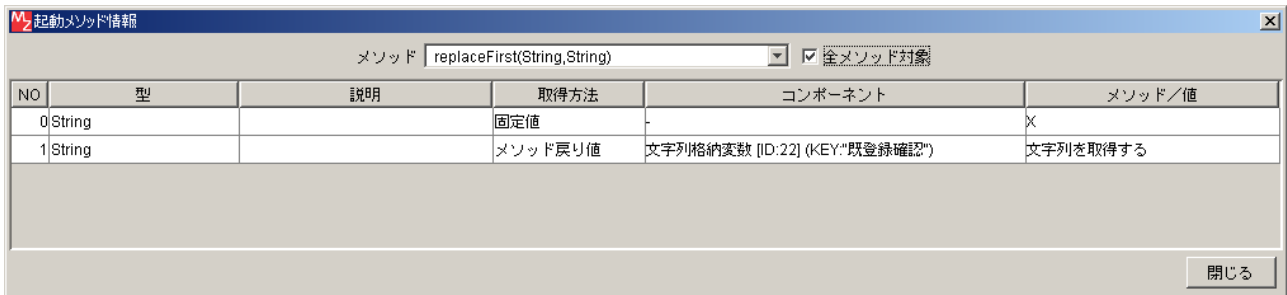 MZ 起動メソッド情報
メソッド replaceFirst(String,String) 全メソッド対象
NO 型 説明 取得方法 コンポーネント メソッド／値
0 String 固定値 - X
1 String メソッド戻り値 文字列格納変数 [ID:22] (KEY:"既登録確認") 文字列を取得する
閉じる